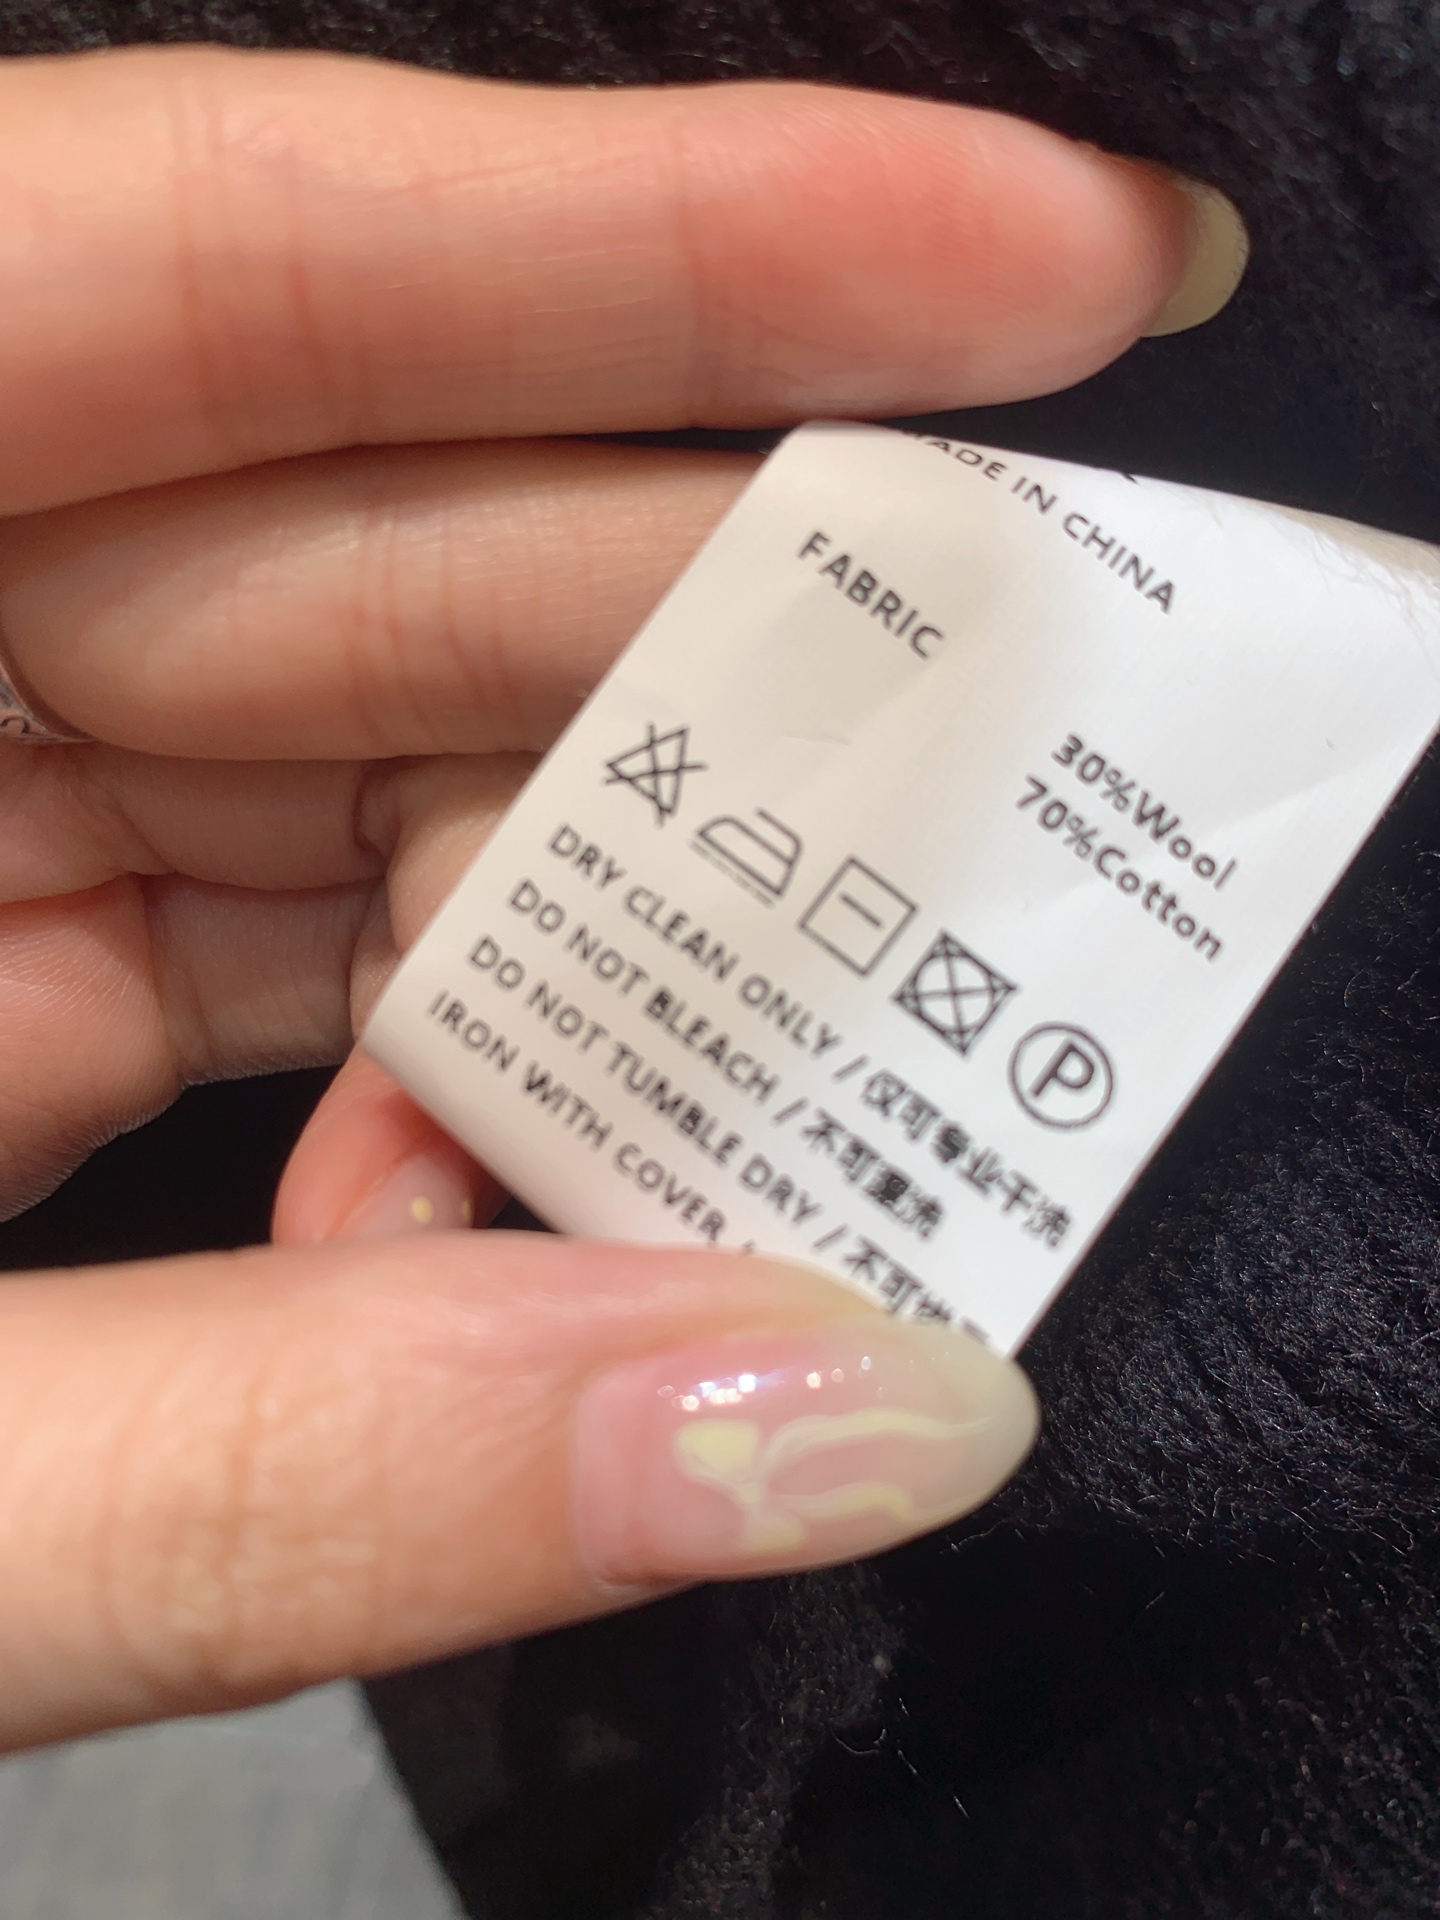 MADE IN CHINA
FABRIC
30%Wool
70%Cotton
P
DRY CLEAN ONLY / 仅可专业干洗
DO NOT BLEACH / 不可漂洗
DO NOT TUMBLE DRY / 不可
IRON WITH COVER /